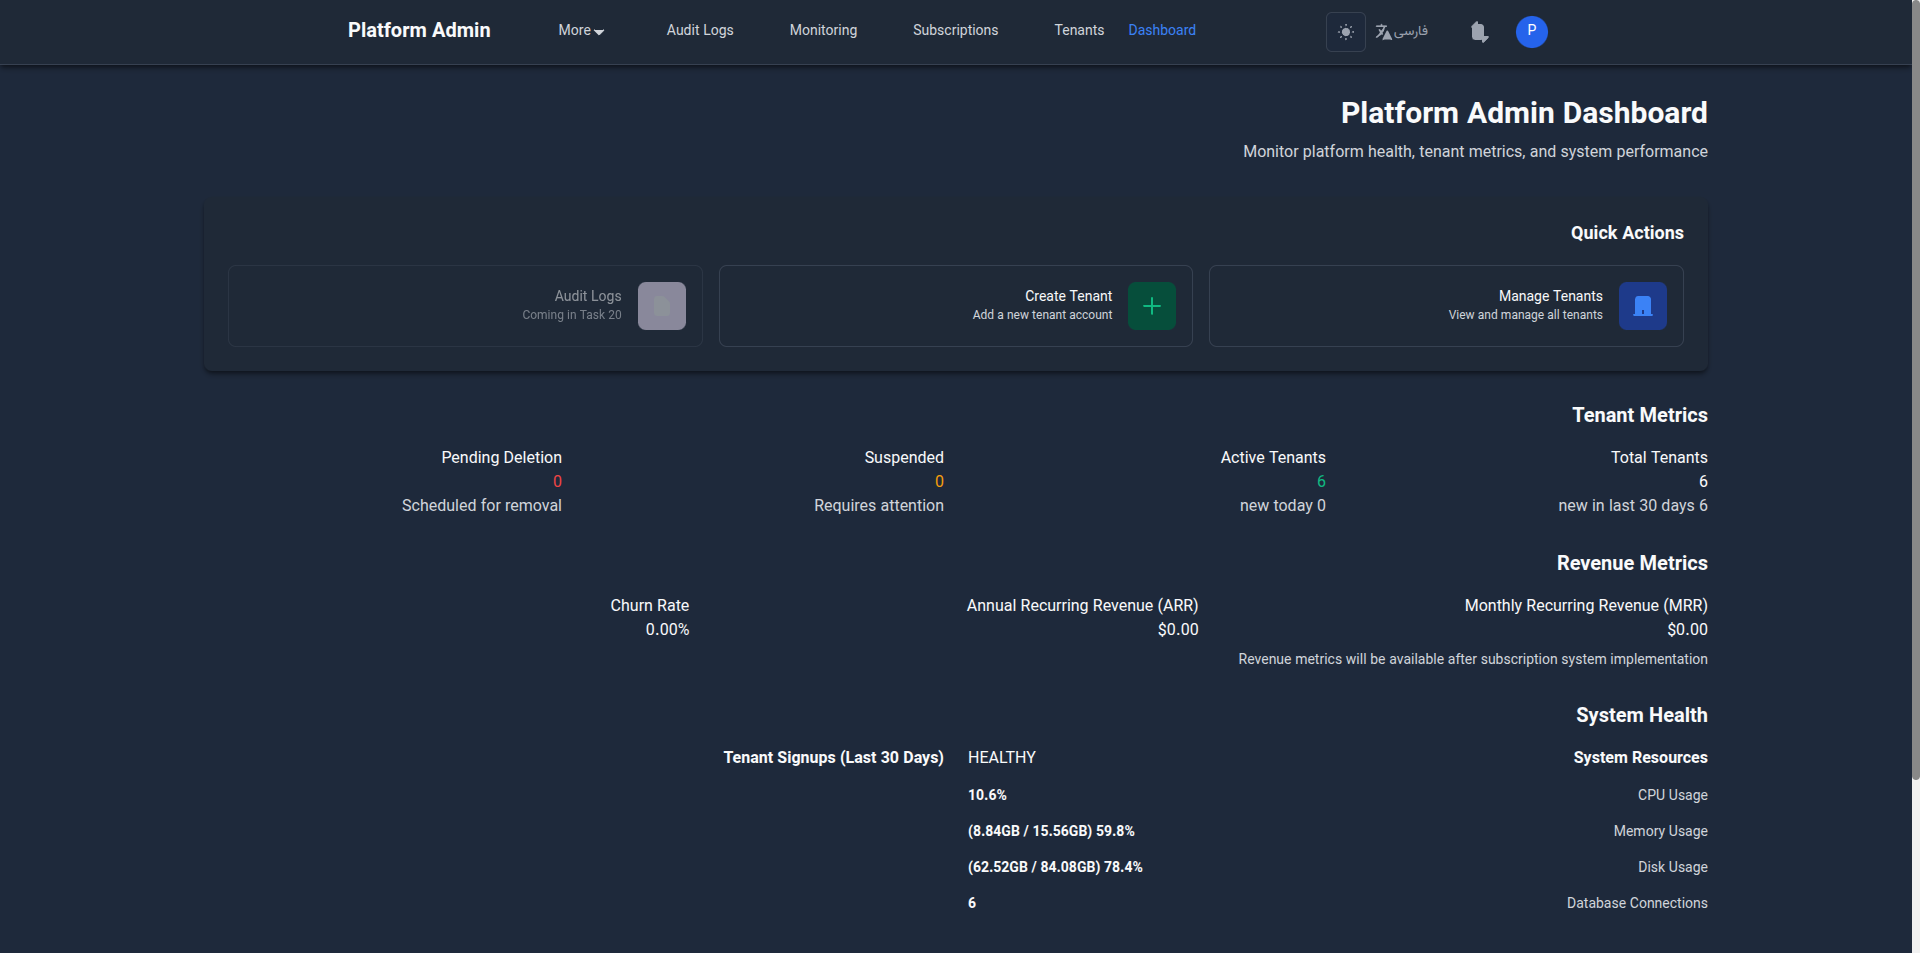 Platform Admin
More
Audit Logs
Monitoring
Subscriptions
Tenants
Dashboard
فارسی
P
Platform Admin Dashboard
Monitor platform health, tenant metrics, and system performance
Quick Actions
Manage Tenants
View and manage all tenants
Create Tenant
Add a new tenant account
Audit Logs
Coming in Task 20
Tenant Metrics
Total Tenants
6
new in last 30 days 6
Active Tenants
6
new today 0
Suspended
0
Requires attention
Pending Deletion
0
Scheduled for removal
Revenue Metrics
Monthly Recurring Revenue (MRR)
$0.00
Annual Recurring Revenue (ARR)
$0.00
Churn Rate
0.00%
Revenue metrics will be available after subscription system implementation
System Health
System Resources
HEALTHY
CPU Usage
10.6%
Memory Usage
(8.84GB / 15.56GB) 59.8%
Disk Usage
(62.52GB / 84.08GB) 78.4%
Database Connections
6
Tenant Signups (Last 30 Days)